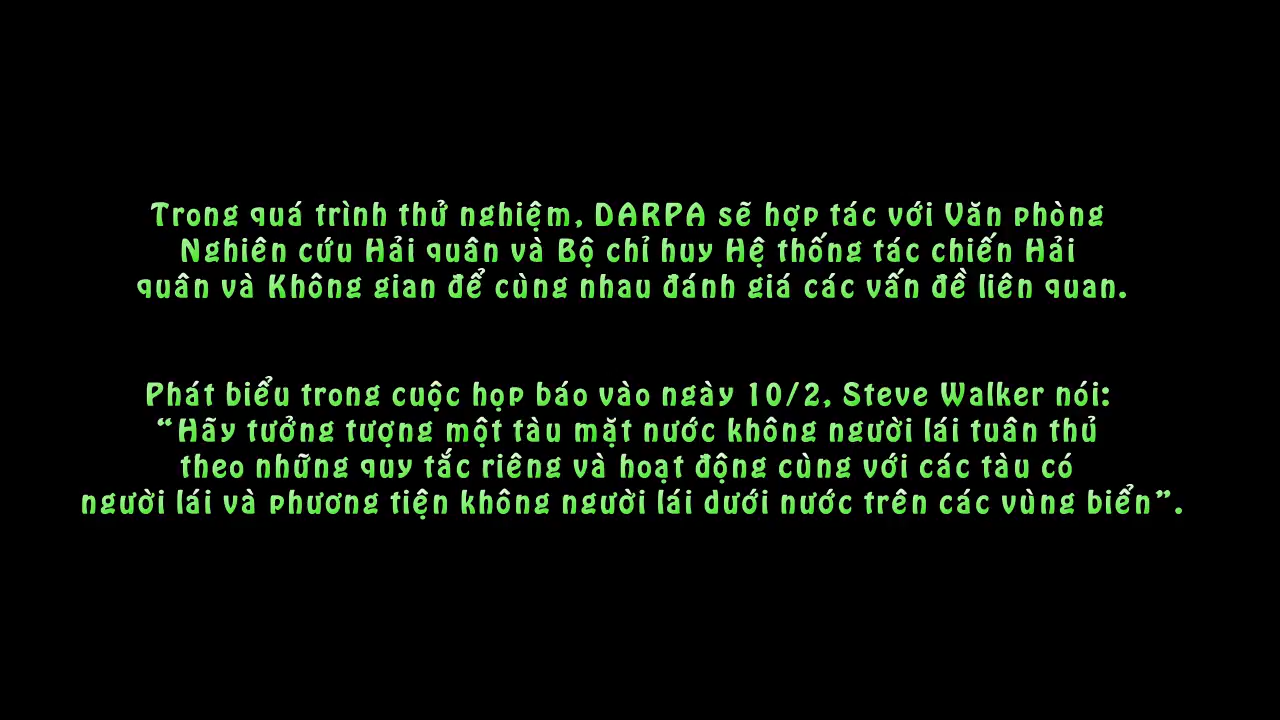 Trong quá trình thử nghiệm, DARPA sẽ hợp tác với Văn phòng
Nghiên cứu Hải quân và Bộ chỉ huy Hệ thống tác chiến Hải
quân và Không gian để cùng nhau đánh giá các vấn đề liên quan.
Phát biểu trong cuộc họp báo vào ngày 10/2, Steve Walker nói:
“Hãy tưởng tượng một tàu mặt nước không người lái tuân thủ
theo những quy tắc riêng và hoạt động cùng với các tàu có
người lái và phương tiện không người lái dưới nước trên các vùng biển”.